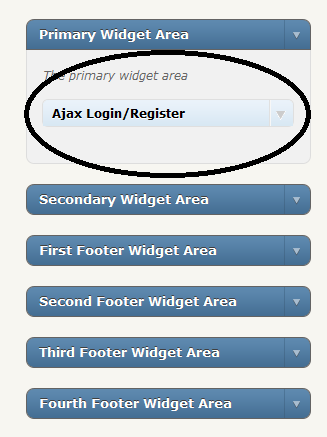 Primary Widget Area
The primary widget area
Ajax Login/Register
Secondary Widget Area
First Footer Widget Area
Second Footer Widget Area
Third Footer Widget Area
Fourth Footer Widget Area